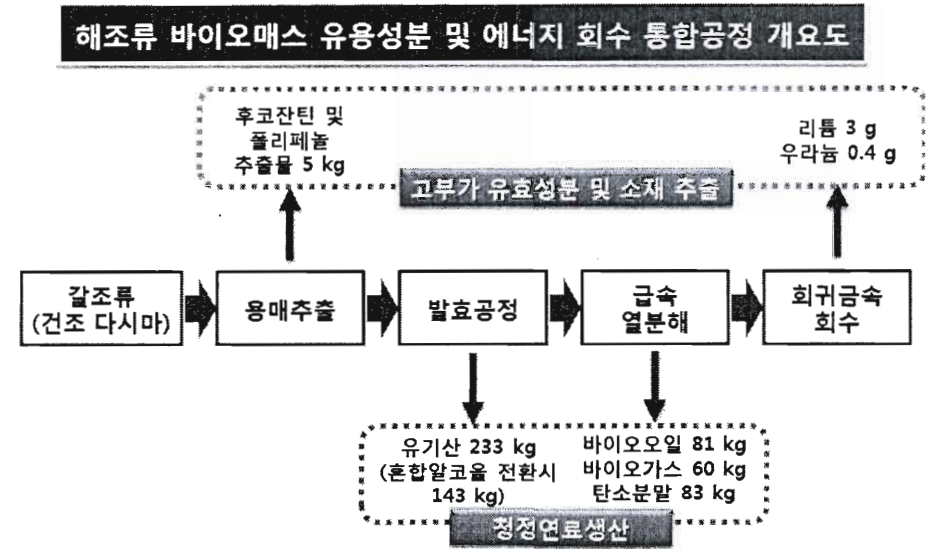 해조류 바이오매스 유용성분 및 에너지 회수 통합공정 개요도
후코잔틴 및
폴리페놀
추출물 5 kg
리튬 3 g
우라늄 0.4 g
고부가 유효성분 및 소재 추출
갈조류
(건조 다시마)
용매추출
발효공정
급속
열분해
회귀금속
회수
유기산 233 kg
(혼합알코올 전환시
143 kg)
바이오오일 81 kg
바이오가스 60 kg
탄소분말 83 kg
청정연료생산